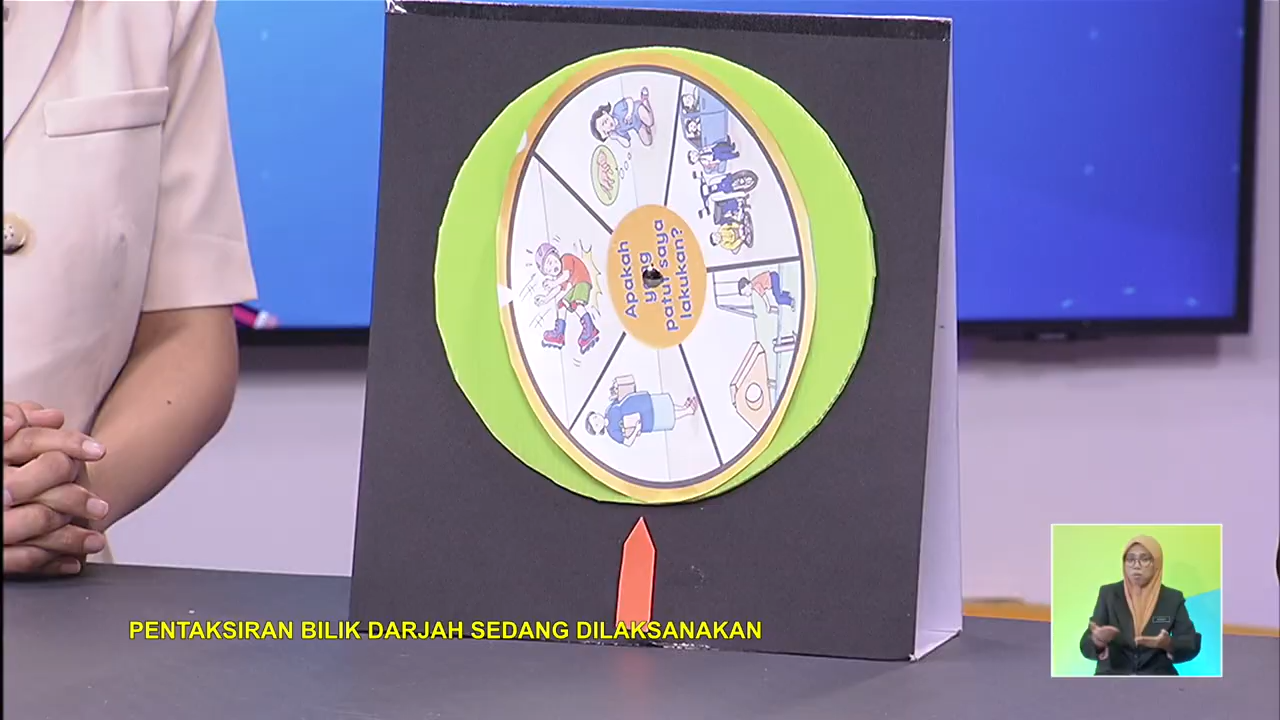 Apakah
yang
patut saya
lakukan?
PENTAKSIRAN BILIK DARJAH SEDANG DILAKSANAKAN